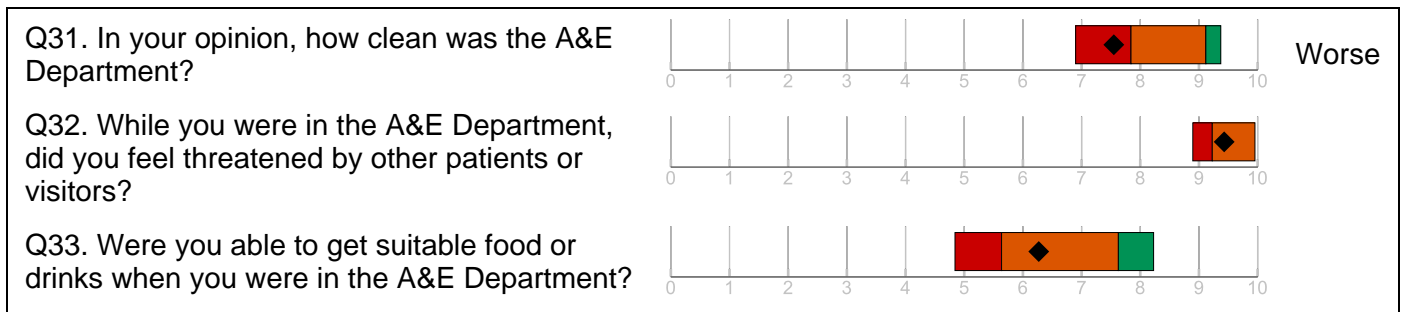 Q31. In your opinion, how clean was the A&E
Department?
0 1 2 3 4 5 6 7 8 9 10
Worse
Q32. While you were in the A&E Department,
did you feel threatened by other patients or
visitors?
0 1 2 3 4 5 6 7 8 9 10
Q33. Were you able to get suitable food or
drinks when you were in the A&E Department?
0 1 2 3 4 5 6 7 8 9 10